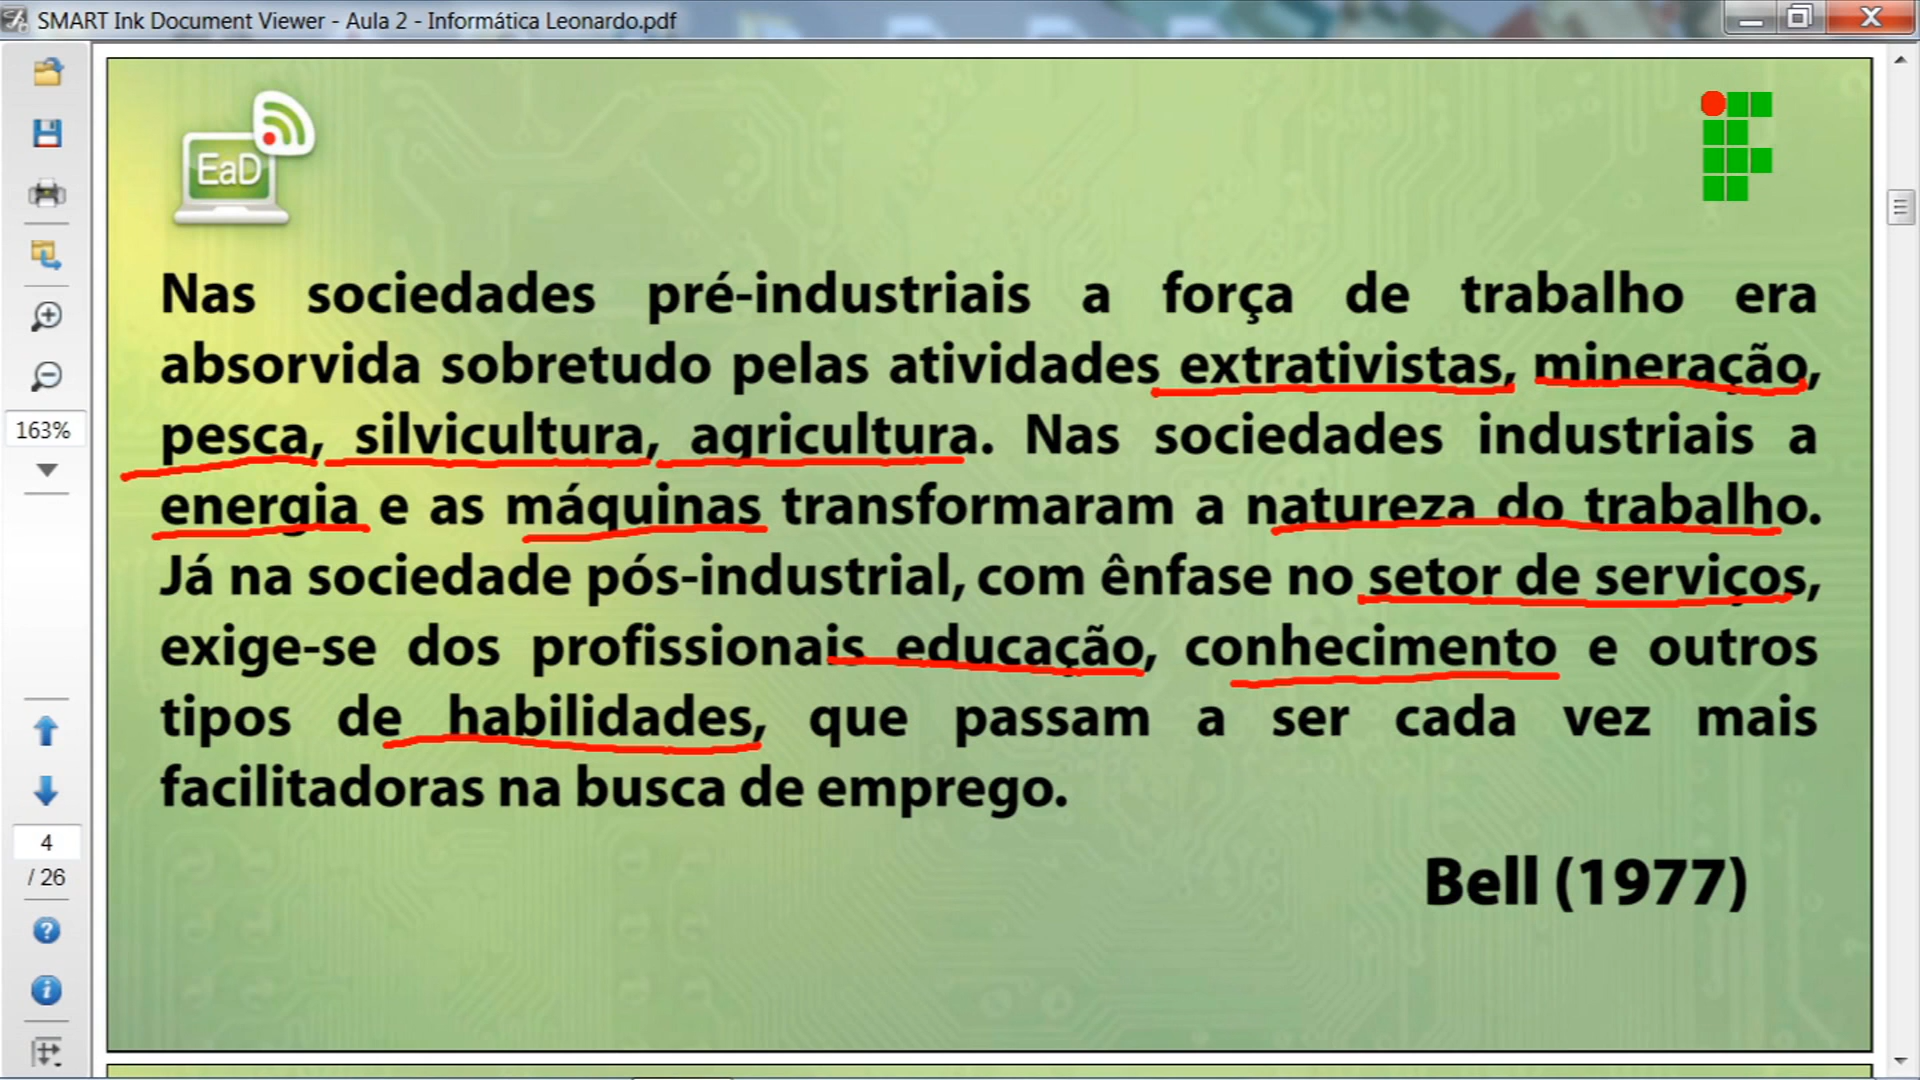 SMART Ink Document Viewer - Aula 2 - Informática Leonardo.pdf
EaD
163%
4
/ 26
Nas sociedades pré-industriais a força de trabalho era
absorvida sobretudo pelas atividades extrativistas, mineração,
pesca, silvicultura, agricultura. Nas sociedades industriais a
energia e as máquinas transformaram a natureza do trabalho.
Já na sociedade pós-industrial, com ênfase no setor de serviços,
exige-se dos profissionais educação, conhecimento e outros
tipos de habilidades, que passam a ser cada vez mais
facilitadoras na busca de emprego.
Bell (1977)